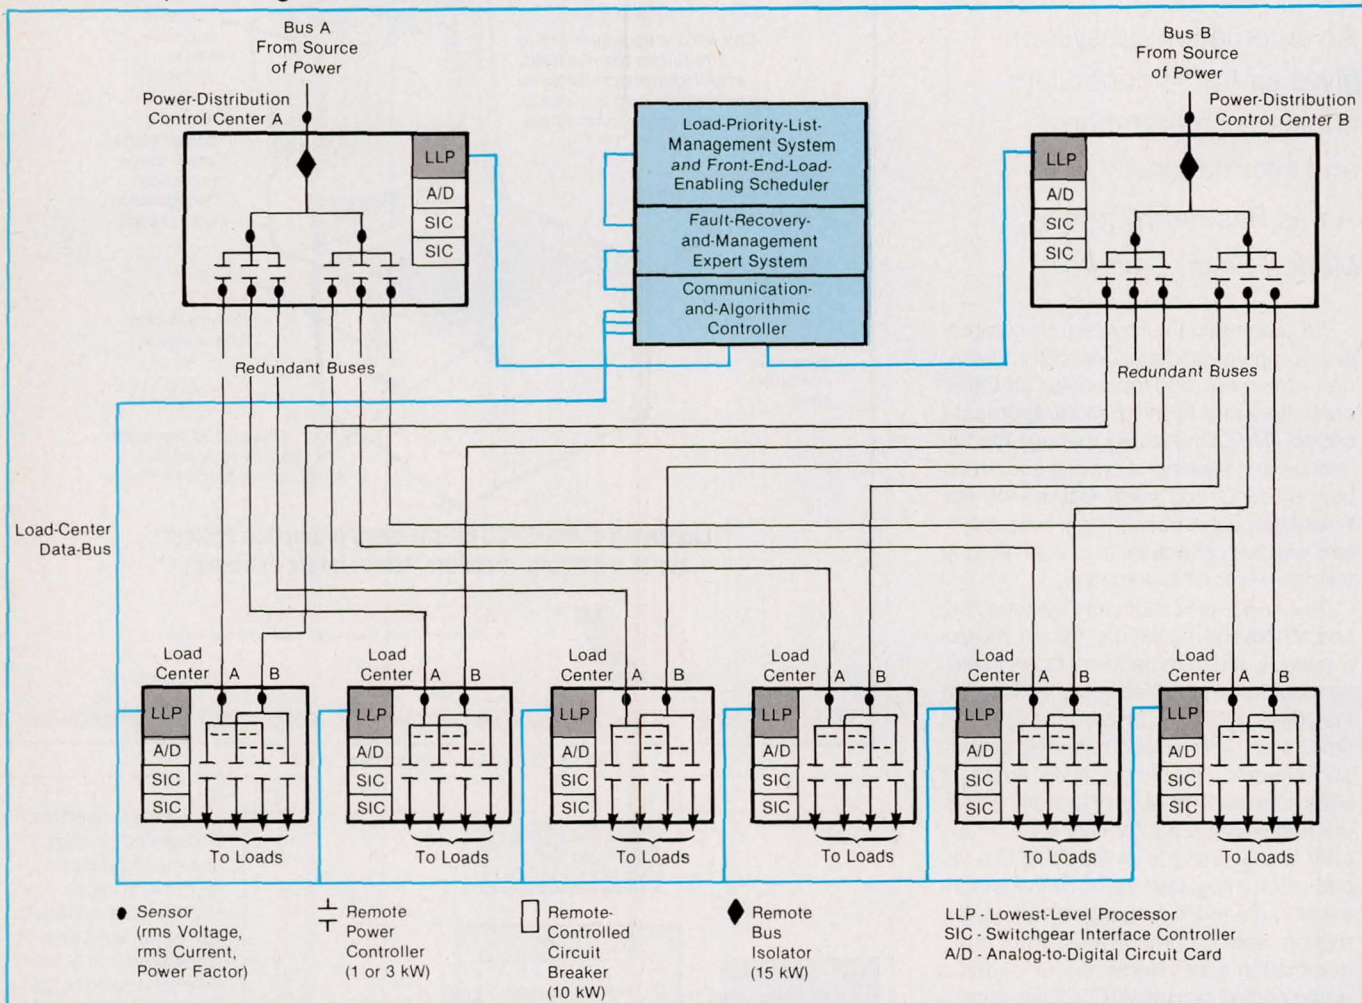 Bus A
From Source
of Power
Bus B
From Source
of Power
Power-Distribution
Control Center A
Power-Distribution
Control Center B
LLP
A/D
SIC
SIC
Load-Priority-List-
Management System
and Front-End-Load-
Enabling Scheduler
Fault-Recovery-
and-Management
Expert System
Communication-
and-Algorithmic
Controller
LLP
A/D
SIC
SIC
Redundant Buses
Redundant Buses
Load-Center
Data-Bus
Load
Center A B
Load
Center A B
Load
Center A B
Load
Center A B
Load
Center A B
Load
Center A B
LLP
A/D
SIC
SIC
To Loads
LLP
A/D
SIC
SIC
To Loads
LLP
A/D
SIC
SIC
To Loads
LLP
A/D
SIC
SIC
To Loads
LLP
A/D
SIC
SIC
To Loads
LLP
A/D
SIC
SIC
To Loads
Sensor
(rms Voltage,
rms Current,
Power Factor)
Remote
Power
Controller
(1 or 3 kW)
Remote-
Controlled
Circuit
Breaker
(10 kW)
Remote
Bus
Isolator
(15 kW)
LLP - Lowest-Level Processor
SIC - Switchgear Interface Controller
A/D - Analog-to-Digital Circuit Card